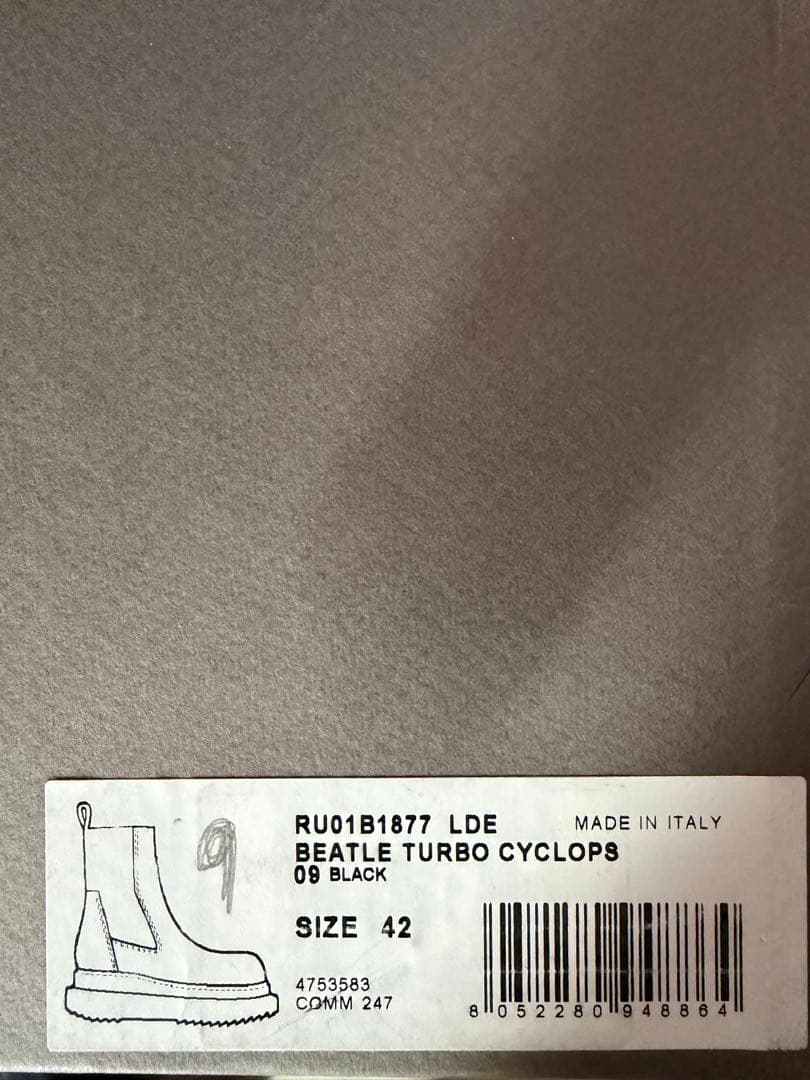 9
RU01B1877 LDE MADE IN ITALY
BEATLE TURBO CYCLOPS
09 BLACK
SIZE 42
4753583
COMM 247
8 052280 948864